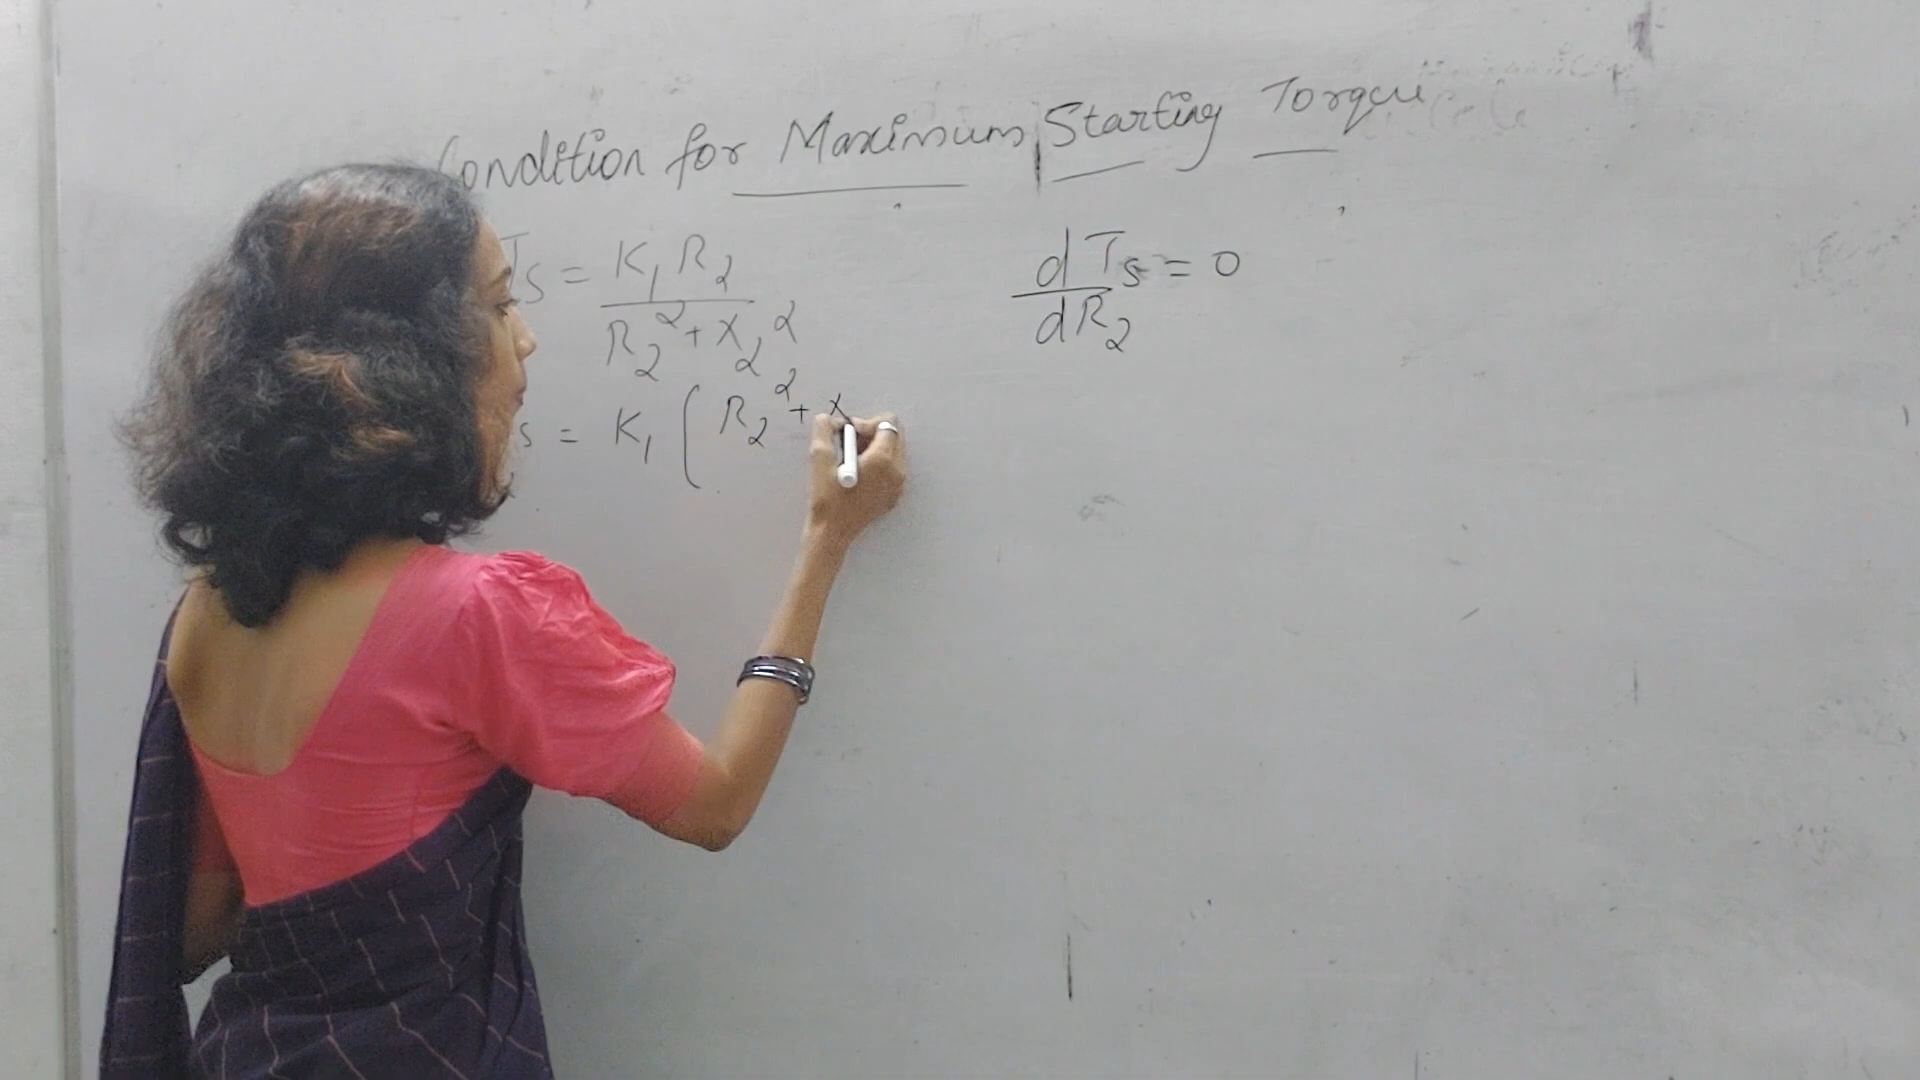 Condition for Maximum Starting Torque
Ts = K₁ R₂ / R₂² + X₂²
dTs / dR₂ = 0
s = K₁ ( R₂² + X